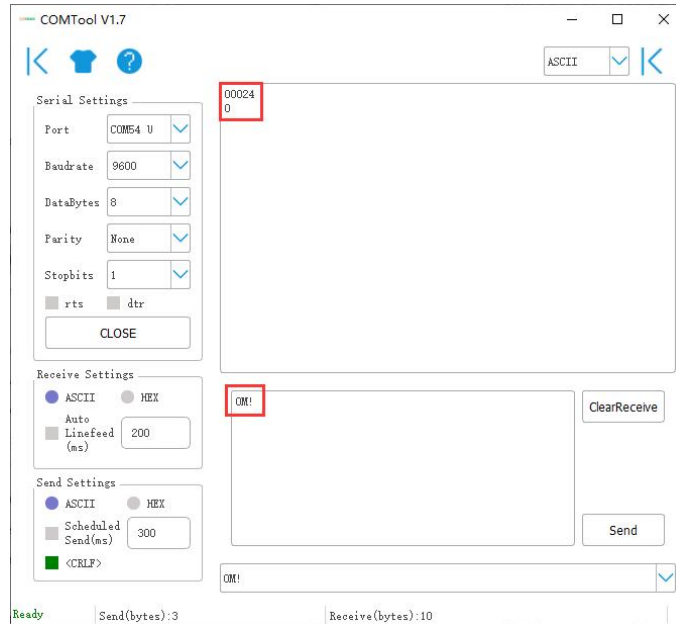 COMTool V1.7
ASCII
Serial Settings
Port COM54 U
Baudrate 9600
DataBytes 8
Parity None
Stopbits 1
rts dtr
CLOSE
00024
0
Receive Settings
ASCII HEX
Auto
Linefeed
(ms)
200
OM!
ClearReceive
Send Settings
ASCII HEX
Scheduled
Send(ms)
300
<CRLF>
Send
OM!
Ready Send(bytes):3 Receive(bytes):10